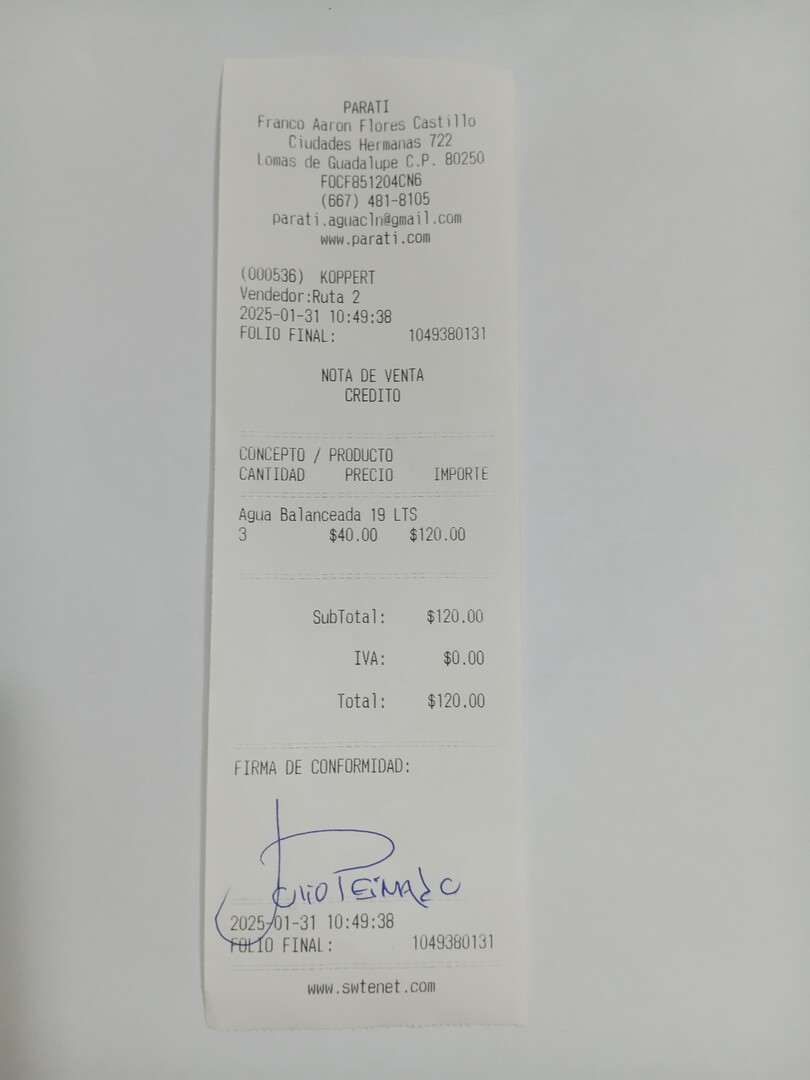 PARATI
Franco Aaron Flores Castillo
Ciudades Hermanas 722
Lomas de Guadalupe C.P. 80250
FOCF851204CN6
(667) 481-8105
parati.aguacln@gmail.com
www.parati.com
(000536) KOPPERT
Vendedor:Ruta 2
2025-01-31 10:49:38
FOLIO FINAL: 1049380131
NOTA DE VENTA
CREDITO
CONCEPTO / PRODUCTO
CANTIDAD PRECIO IMPORTE
Agua Balanceada 19 LTS
3 $40.00 $120.00
SubTotal: $120.00
IVA: $0.00
Total: $120.00
FIRMA DE CONFORMIDAD:
2025-01-31 10:49:38
FOLIO FINAL: 1049380131
www.swtenet.com